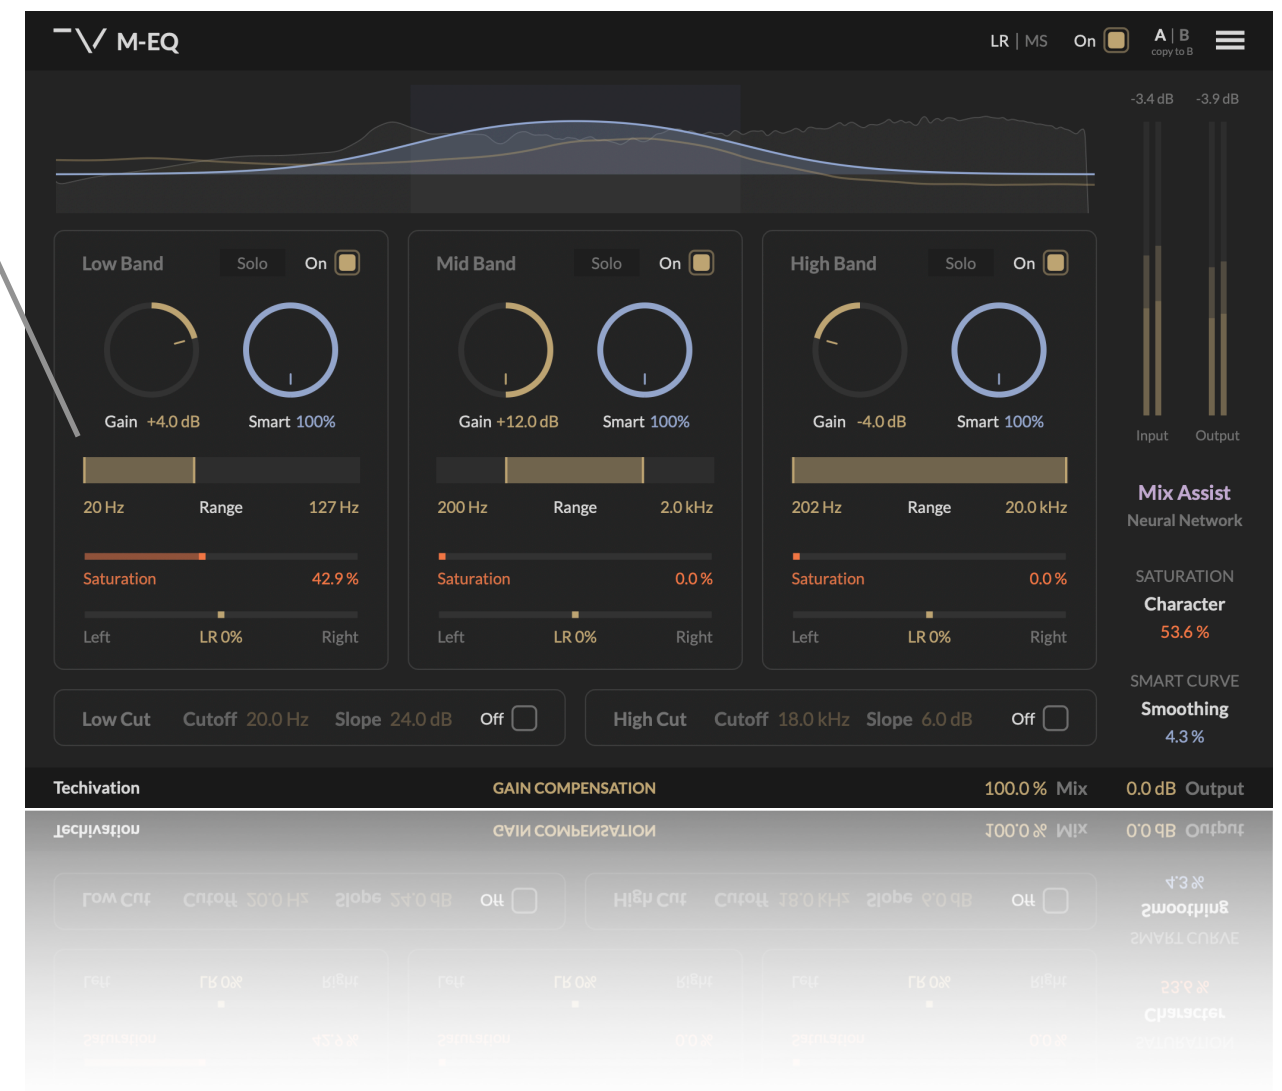 M-EQ LR | MS On A | B
copy to B
-3.4 dB -3.9 dB
Low Band Solo On
Mid Band Solo On
High Band Solo On
Gain +4.0 dB Smart 100%
Gain +12.0 dB Smart 100%
Gain -4.0 dB Smart 100%
Input Output
20 Hz Range 127 Hz
200 Hz Range 2.0 kHz
202 Hz Range 20.0 kHz
Mix Assist
Neural Network
Saturation 42.9 %
Saturation 0.0 %
Saturation 0.0 %
Left LR 0% Right
Left LR 0% Right
Left LR 0% Right
SATURATION
Character
53.6 %
SMART CURVE
Smoothing
4.3 %
Low Cut Cutoff 20.0 Hz Slope 24.0 dB Off
High Cut Cutoff 18.0 kHz Slope 6.0 dB Off
Techivation GAIN COMPENSATION 100.0 % Mix 0.0 dB Output